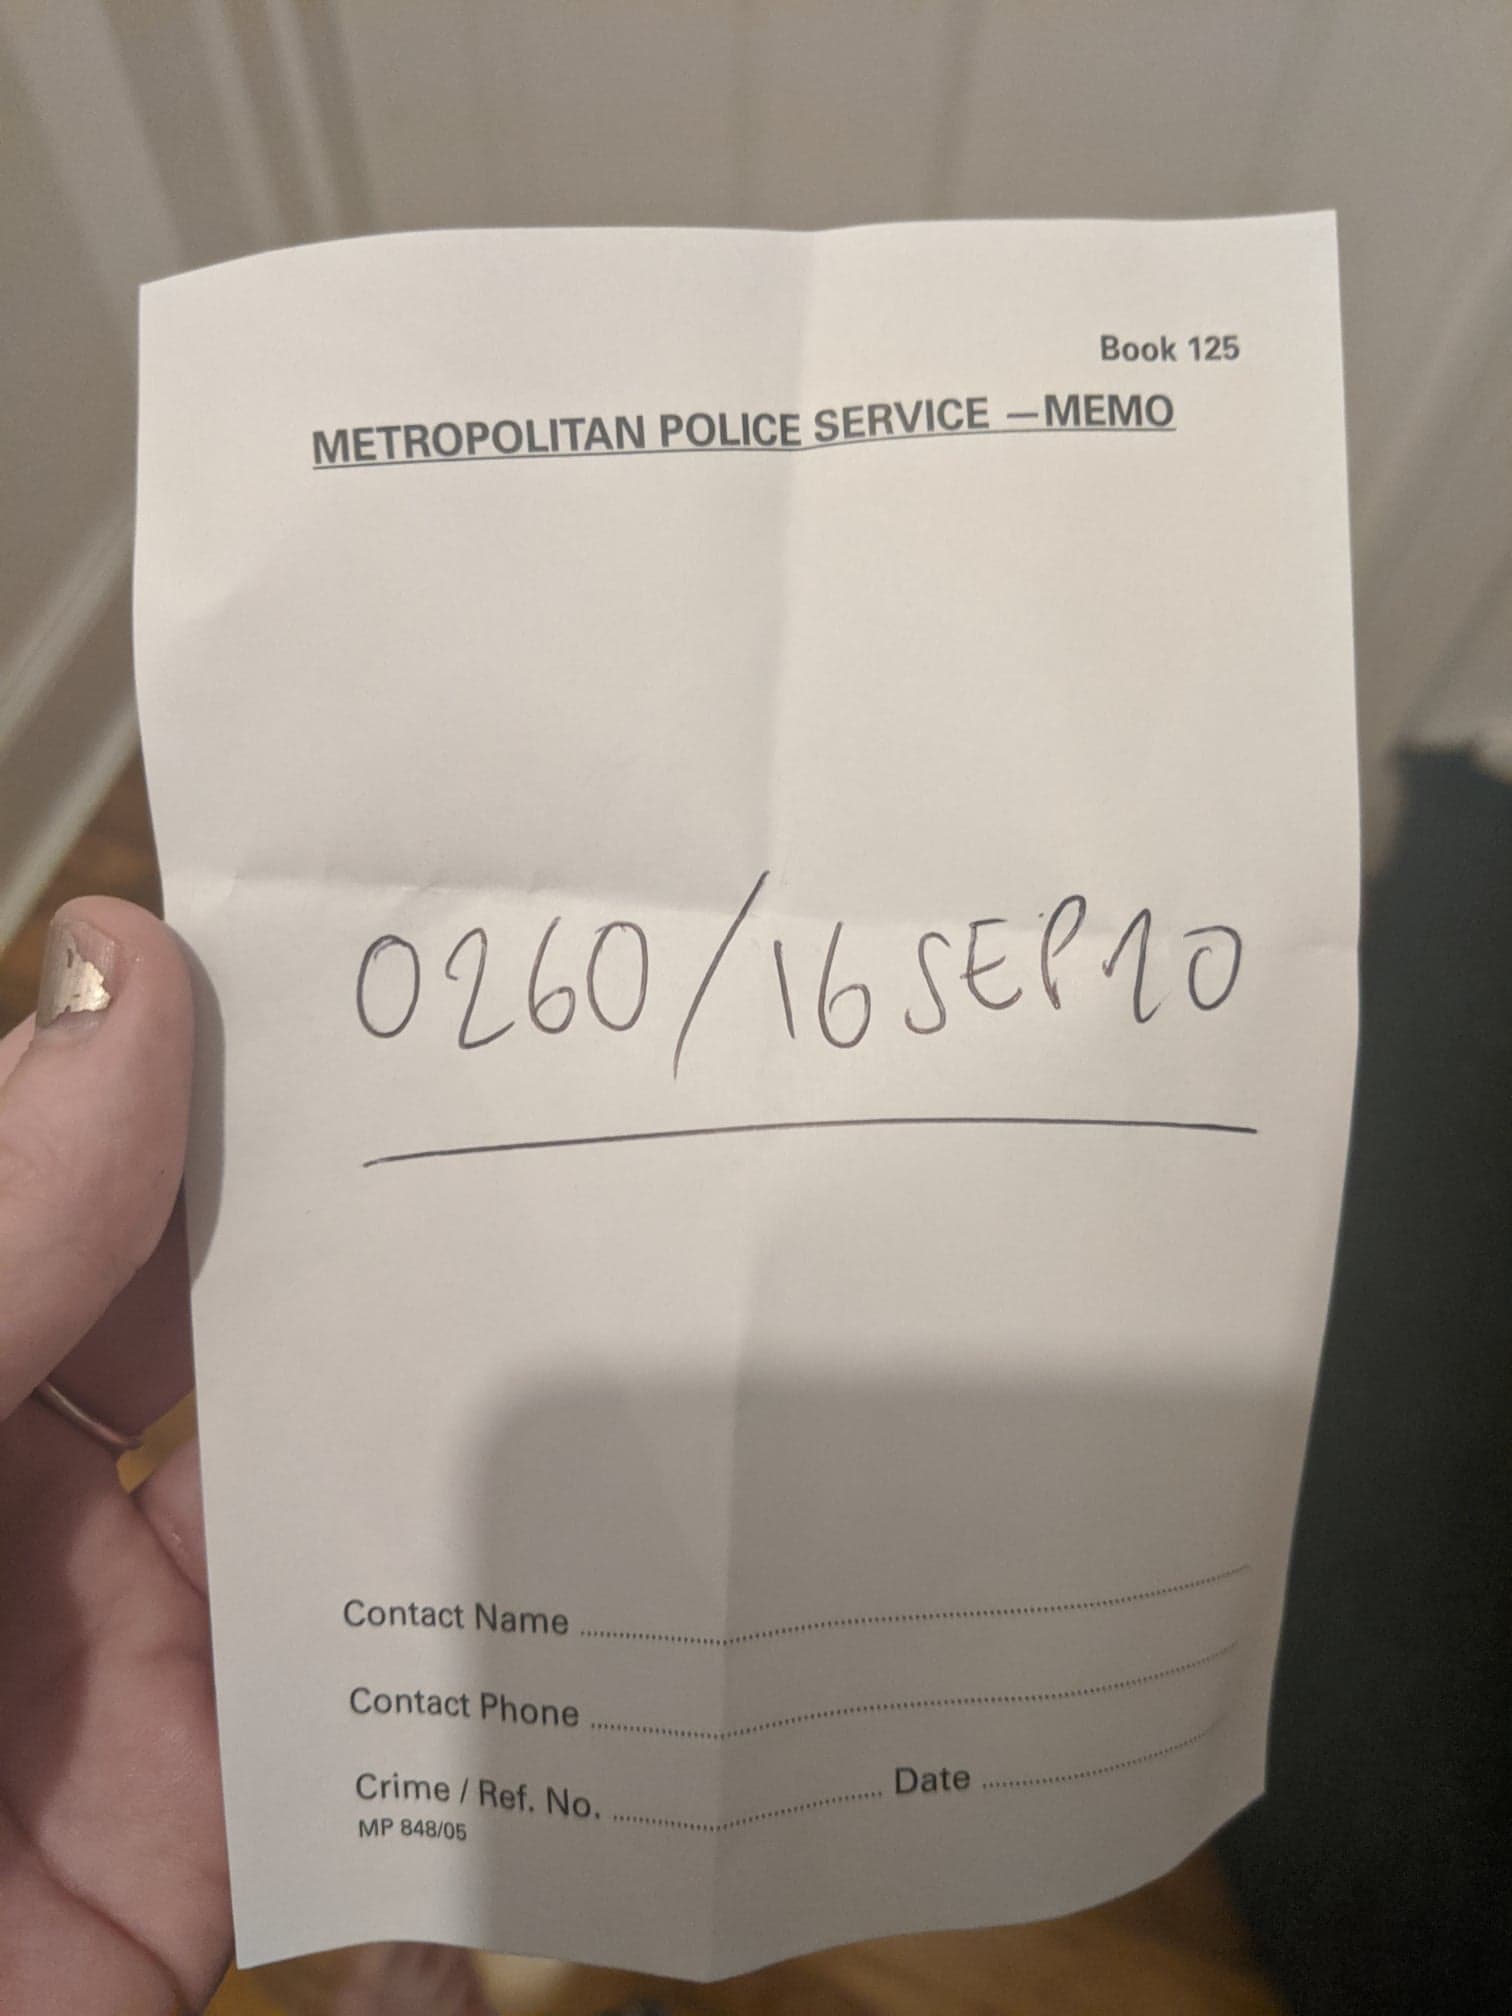 Book 125
METROPOLITAN POLICE SERVICE —MEMO
0260/16SEP20
Contact Name
Contact Phone
Crime / Ref. No. Date
MP 848/05